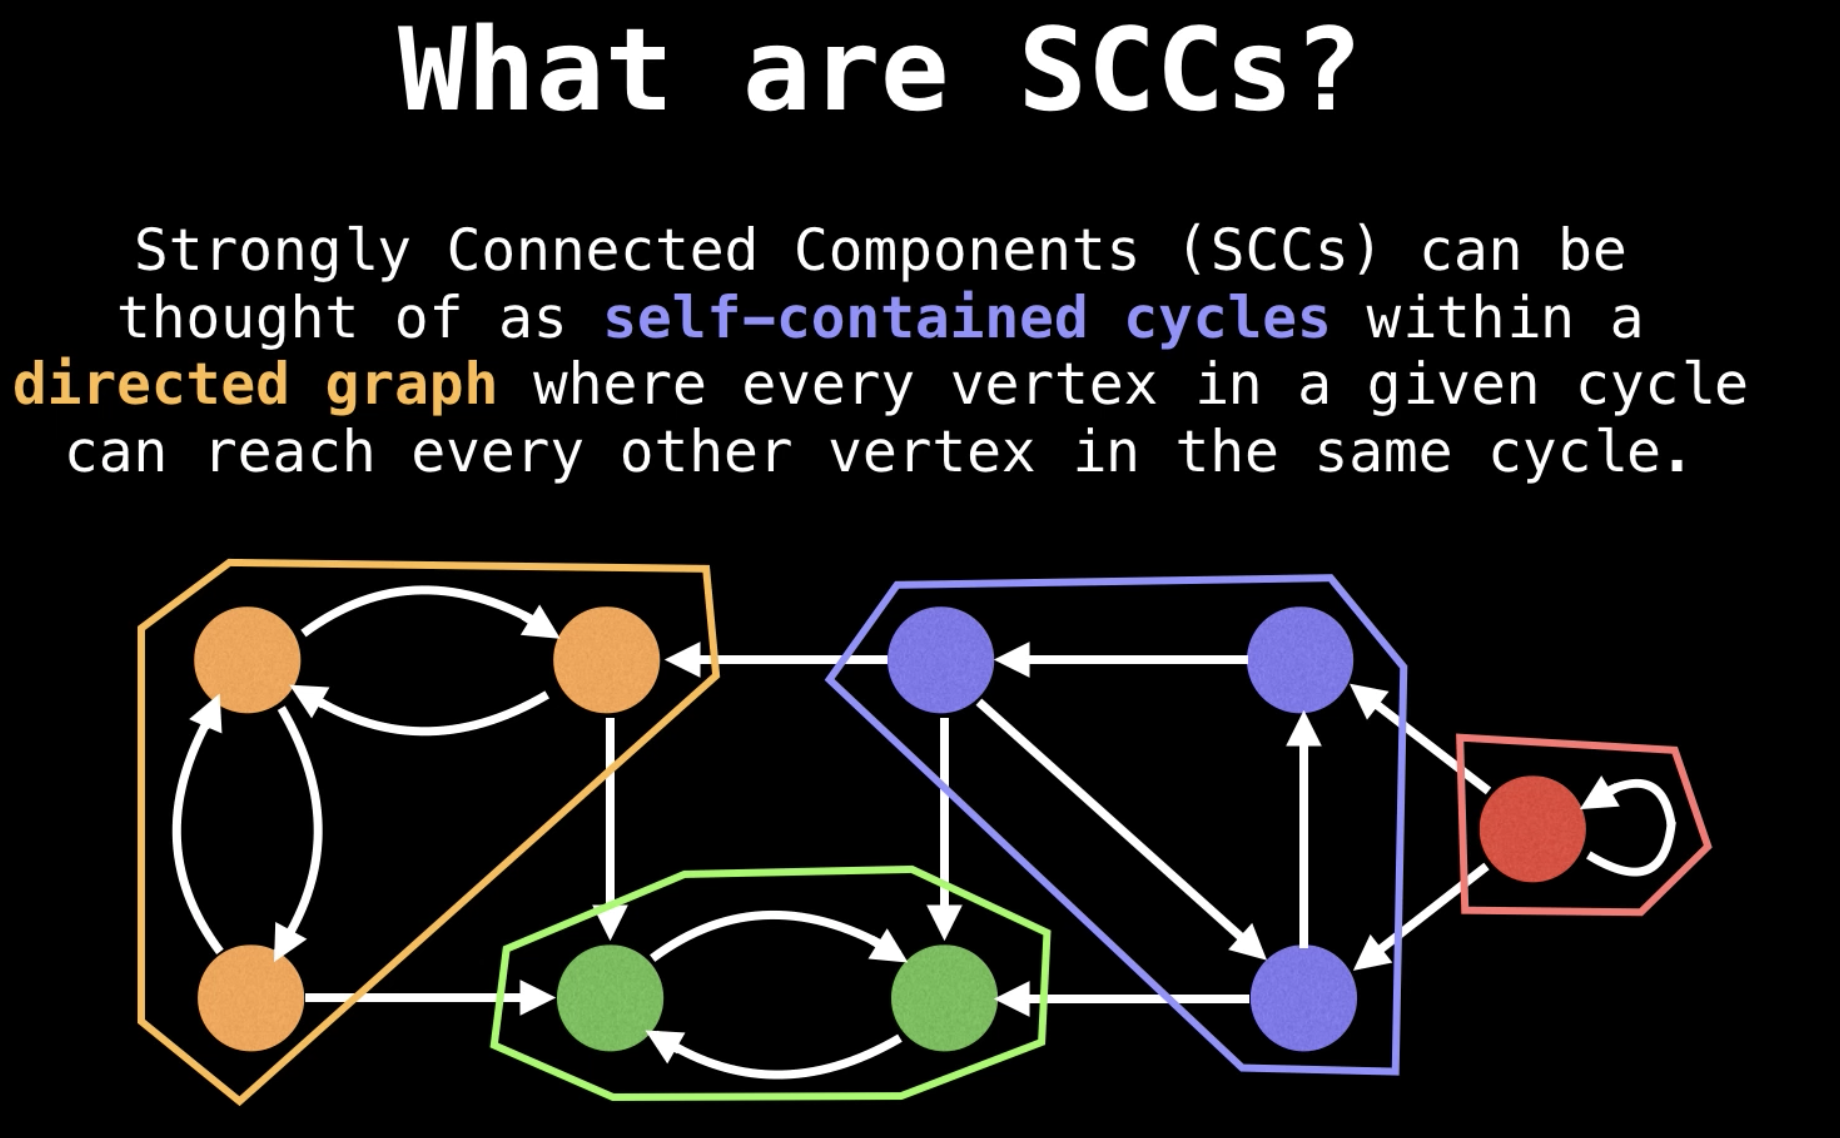 What are SCCs?
Strongly Connected Components (SCCs) can be
thought of as self-contained cycles within a
directed graph where every vertex in a given cycle
can reach every other vertex in the same cycle.